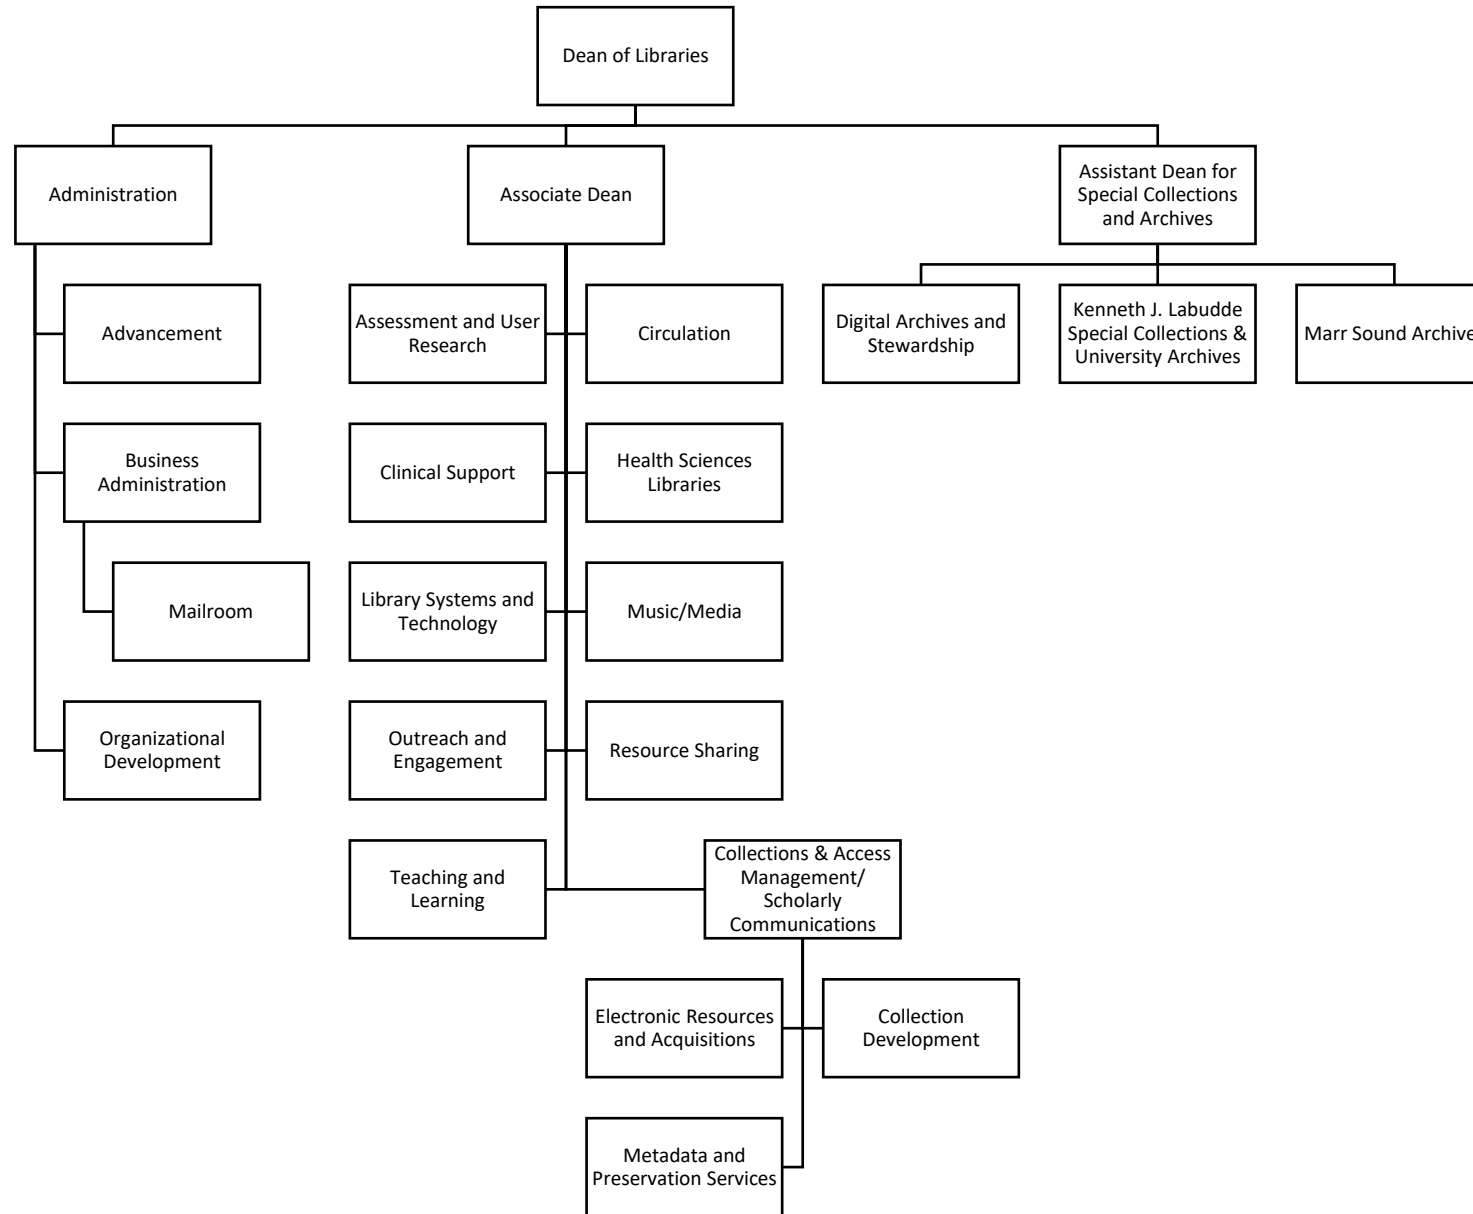 Dean of Libraries
Administration
Associate Dean
Assistant Dean for
Special Collections
and Archives
Advancement
Assessment and User
Research
Circulation
Digital Archives and
Stewardship
Kenneth J. Labudde
Special Collections &
University Archives
Marr Sound Archive
Business
Administration
Clinical Support
Health Sciences
Libraries
Mailroom
Library Systems and
Technology
Music/Media
Organizational
Development
Outreach and
Engagement
Resource Sharing
Teaching and
Learning
Collections & Access
Management/
Scholarly
Communications
Electronic Resources
and Acquisitions
Collection
Development
Metadata and
Preservation Services